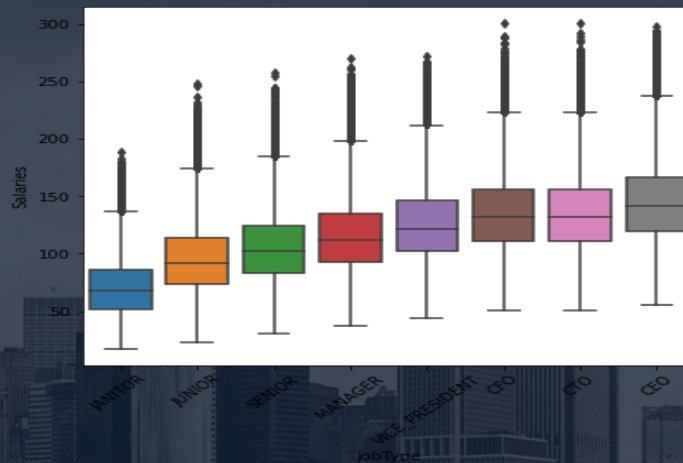 300
250
200
150
100
50
Salaries
JANITOR
JUNIOR
SENIOR
MANAGER
VICE_PRESIDENT
CFO
CTO
CEO
jobType